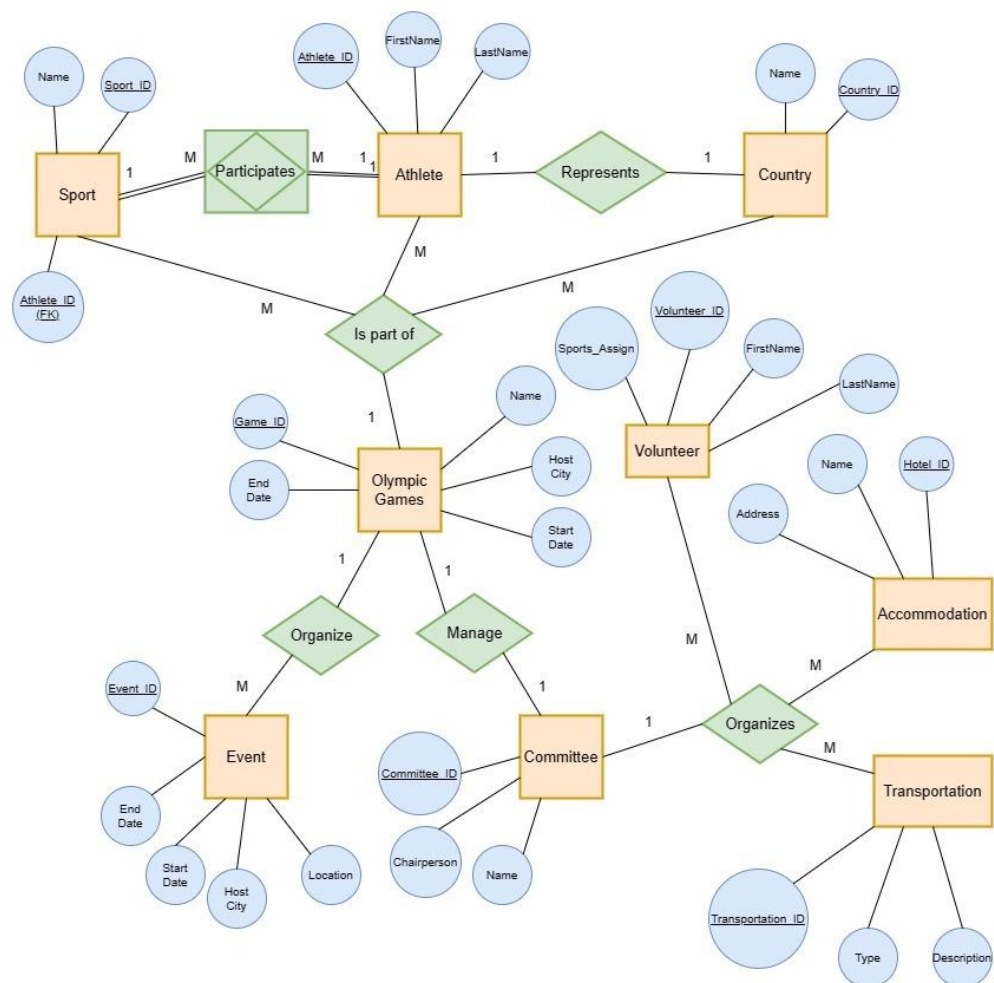 FirstName
Athlete_ID
LastName
Name
Sport_ID
Name
Country_ID
1
M
Participates
M
1
1
Athlete
1
Represents
1
Country
Sport
Athlete_ID
(FK)
M
M
M
Is part of
Volunteer_ID
Sports_Assign
FirstName
LastName
1
Name
Game_ID
Olympic
Games
Host
City
End
Date
Start
Date
Volunteer
Name
Hotel_ID
Address
1
1
Organize
Manage
Accommodation
M
M
M
1
1
Organizes
M
Event_ID
Event
Committee
Committee_ID
Transportation
End
Date
Start
Date
Host
City
Location
Chairperson
Name
Transportation_ID
Type
Description